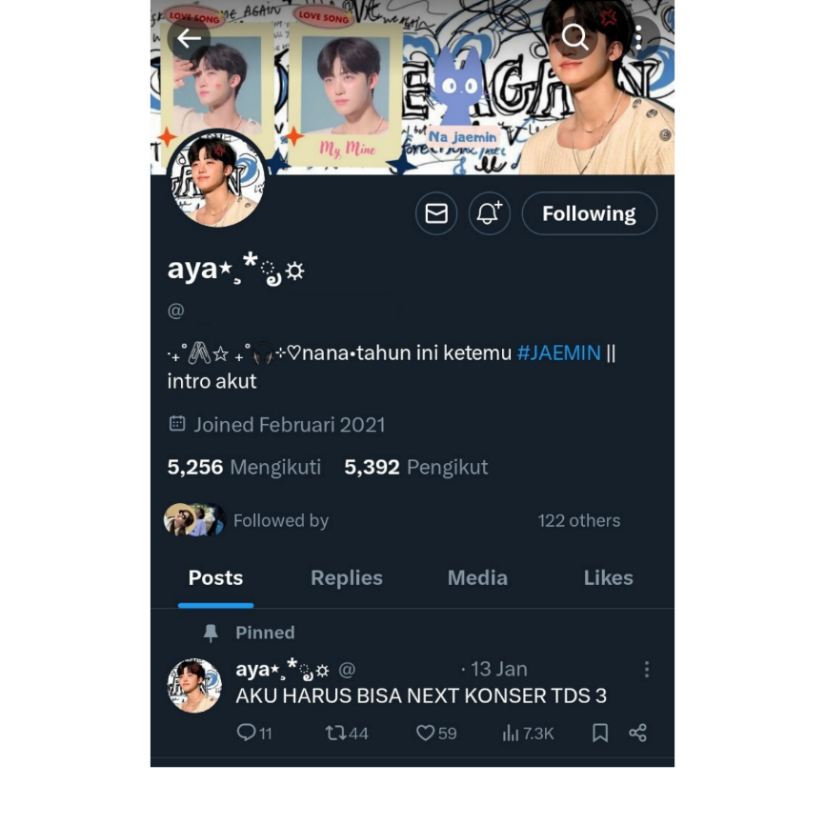 LOVE SONG
LOVE SONG
AGAIN
My Mine
Na jaemin
Following
aya⋆¸*ঌ☼
@
‧₊˚🖇️☆ ₊˚🎧⊹♡nana•tahun ini ketemu #JAEMIN ||
intro akut
Joined Februari 2021
5,256 Mengikuti 5,392 Pengikut
Followed by 122 others
Posts Replies Media Likes
Pinned
aya⋆¸*ঌ☼ @ · 13 Jan
AKU HARUS BISA NEXT KONSER TDS 3
11 44 59 7.3K